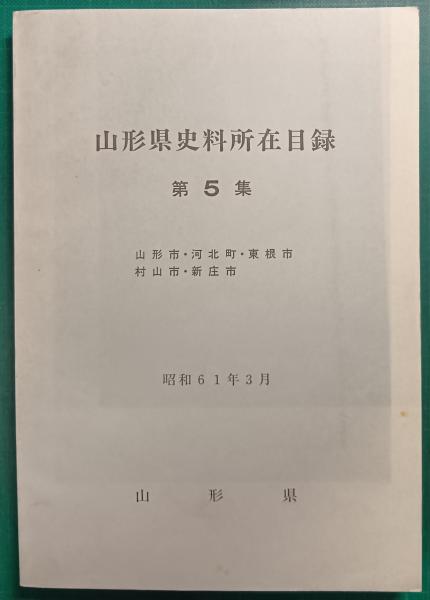 山形県史料所在目録
第 5 集
山形市・河北町・東根市
村山市・新庄市
昭和61年3月
山形県